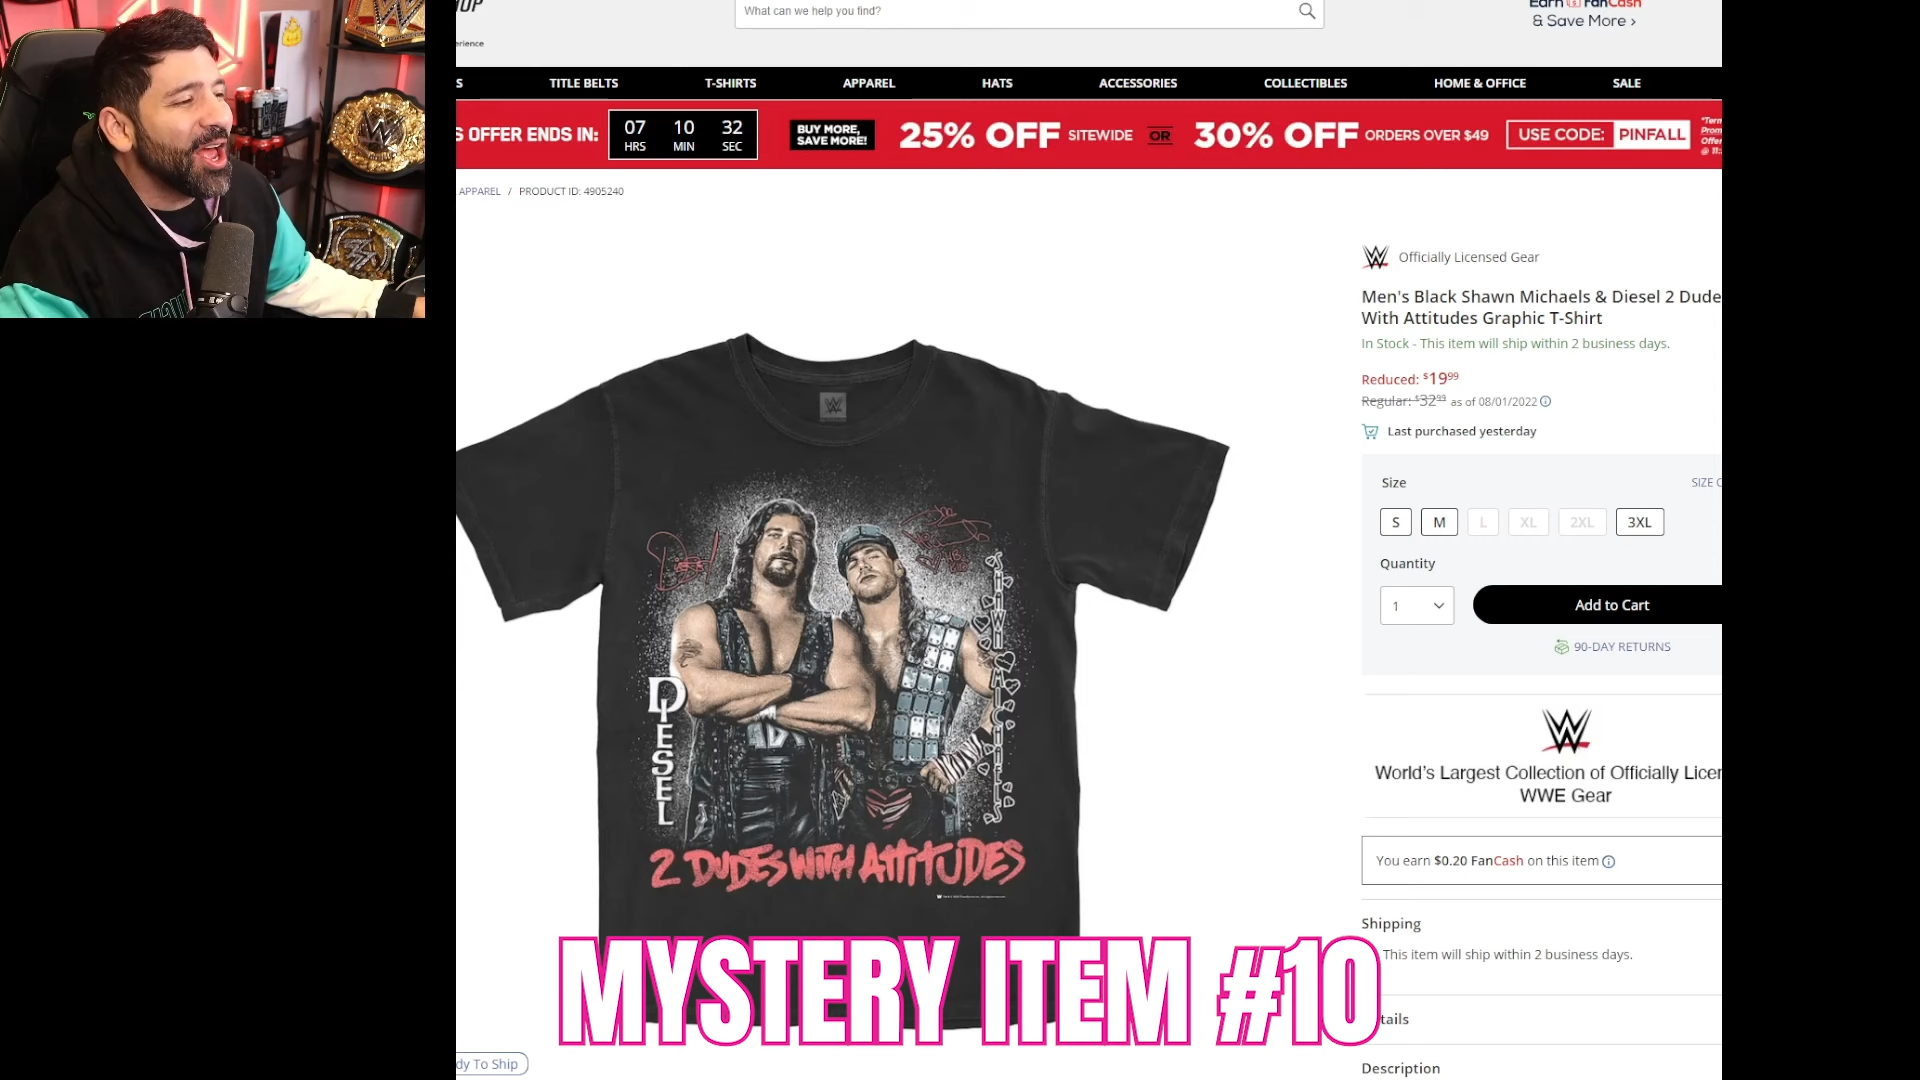 What can we help you find?
Earn FanCash
& Save More >
erience
TITLE BELTS
T-SHIRTS
APPAREL
HATS
ACCESSORIES
COLLECTIBLES
HOME & OFFICE
SALE
OFFER ENDS IN:
07 10 32
HRS MIN SEC
BUY MORE,
SAVE MORE!
25% OFF SITEWIDE OR 30% OFF ORDERS OVER $49
USE CODE: PINFALL
APPAREL / PRODUCT ID: 4905240
Officially Licensed Gear
Men's Black Shawn Michaels & Diesel 2 Dude
With Attitudes Graphic T-Shirt
In Stock - This item will ship within 2 business days.
Reduced: $19.99
Regular: $32.99 as of 08/01/2022
Last purchased yesterday
Size
SIZE C
S M L XL 2XL 3XL
Quantity
1
Add to Cart
90-DAY RETURNS
Diesel
DIESEL
SHAWN MICHAELS
2 DUDES WITH ATTITUDES
World's Largest Collection of Officially Licen
WWE Gear
You earn $0.20 FanCash on this item
Shipping
This item will ship within 2 business days.
MYSTERY ITEM #10
tails
dy To Ship
Description